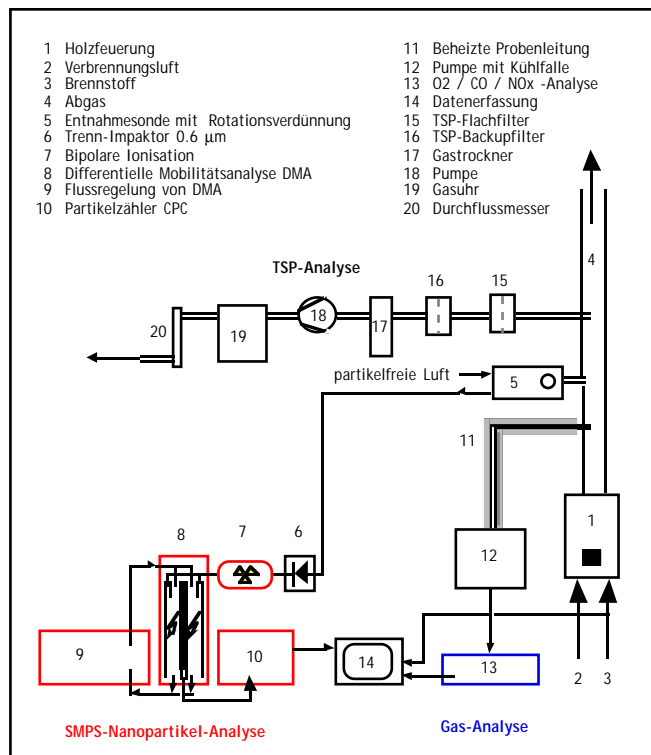 1 Holzfeuerung
2 Verbrennungsluft
3 Brennstoff
4 Abgas
5 Entnahmesonde mit Rotationsverdünnung
6 Trenn-Impaktor 0.6 µm
7 Bipolare Ionisation
8 Differentielle Mobilitätsanalyse DMA
9 Flussregelung von DMA
10 Partikelzähler CPC
11 Beheizte Probenleitung
12 Pumpe mit Kühlfalle
13 O2 / CO / NOx -Analyse
14 Datenerfassung
15 TSP-Flachfilter
16 TSP-Backupfilter
17 Gastrockner
18 Pumpe
19 Gasuhr
20 Durchflussmesser
TSP-Analyse
4
16 15
20 19 18 17
partikelfreie Luft
5
11
8 7 6
12 1
9 10 14 13
2 3
SMPS-Nanopartikel-Analyse
Gas-Analyse